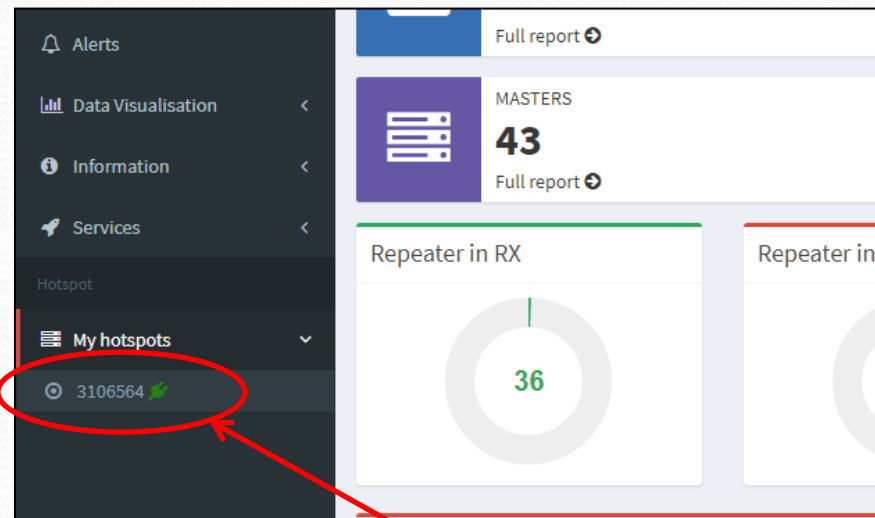 Alerts
Data Visualisation
Information
Services
Hotspot
My hotspots
3106564
Full report
MASTERS
43
Full report
Repeater in RX
36
Repeater in